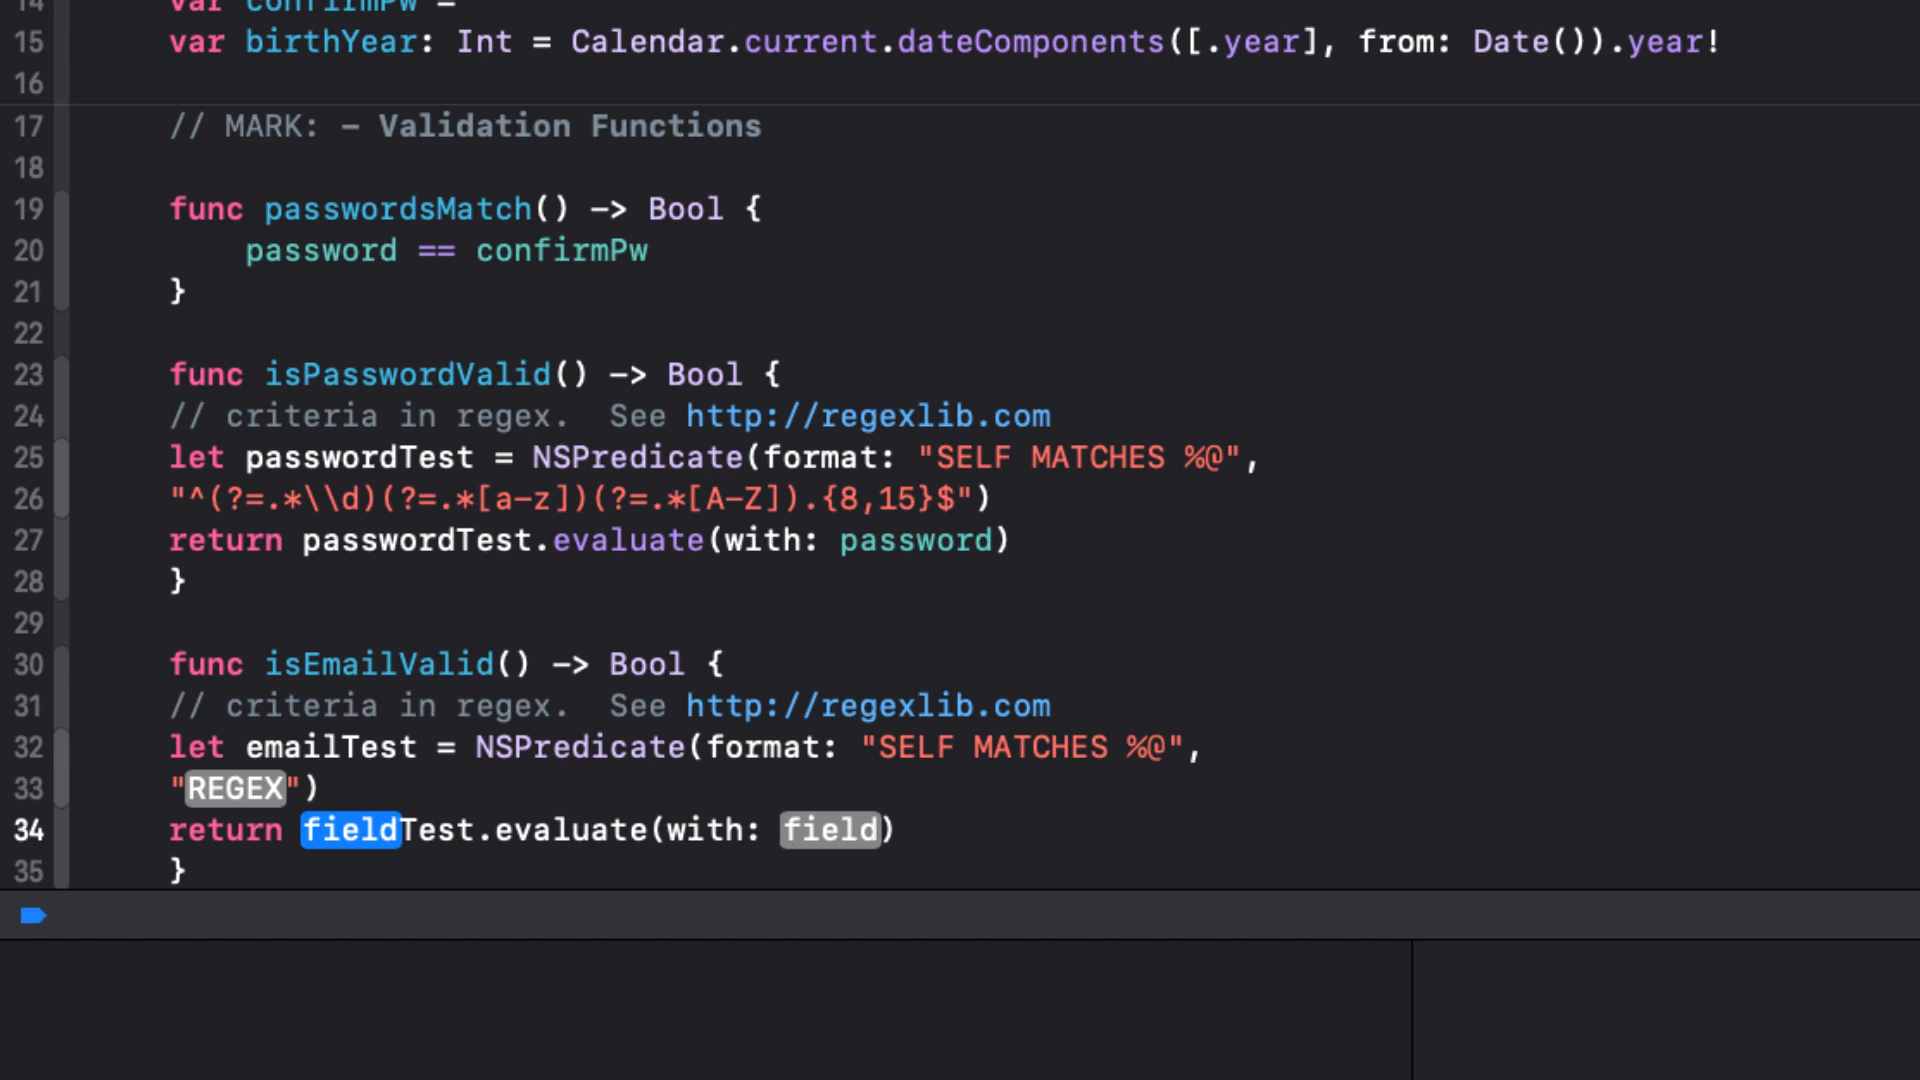 14 var confirmPw =
15 var birthYear: Int = Calendar.current.dateComponents([.year], from: Date()).year!
16
17 // MARK: – Validation Functions
18
19 func passwordsMatch() -> Bool {
20 password == confirmPw
21 }
22
23 func isPasswordValid() -> Bool {
24 // criteria in regex.  See http://regexlib.com
25 let passwordTest = NSPredicate(format: "SELF MATCHES %@",
26 "^(?=.*\\d)(?=.*[a-z])(?=.*[A-Z]).{8,15}$")
27 return passwordTest.evaluate(with: password)
28 }
29
30 func isEmailValid() -> Bool {
31 // criteria in regex.  See http://regexlib.com
32 let emailTest = NSPredicate(format: "SELF MATCHES %@",
33 "REGEX")
34 return fieldTest.evaluate(with: field)
35 }